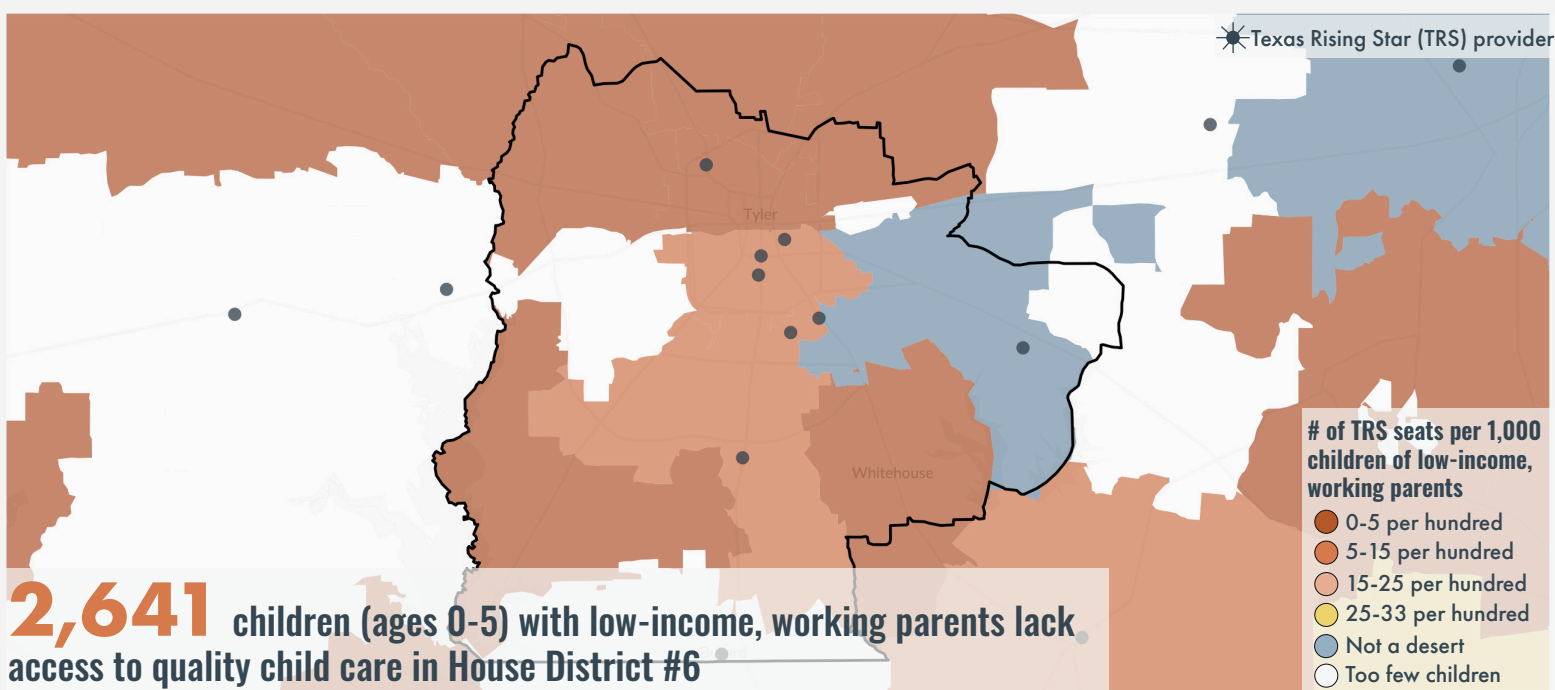 Texas Rising Star (TRS) provider
Tyler
Whitehouse
# of TRS seats per 1,000
children of low-income,
working parents
0-5 per hundred
5-15 per hundred
15-25 per hundred
25-33 per hundred
Not a desert
Too few children
2,641 children (ages 0-5) with low-income, working parents lack
access to quality child care in House District #6